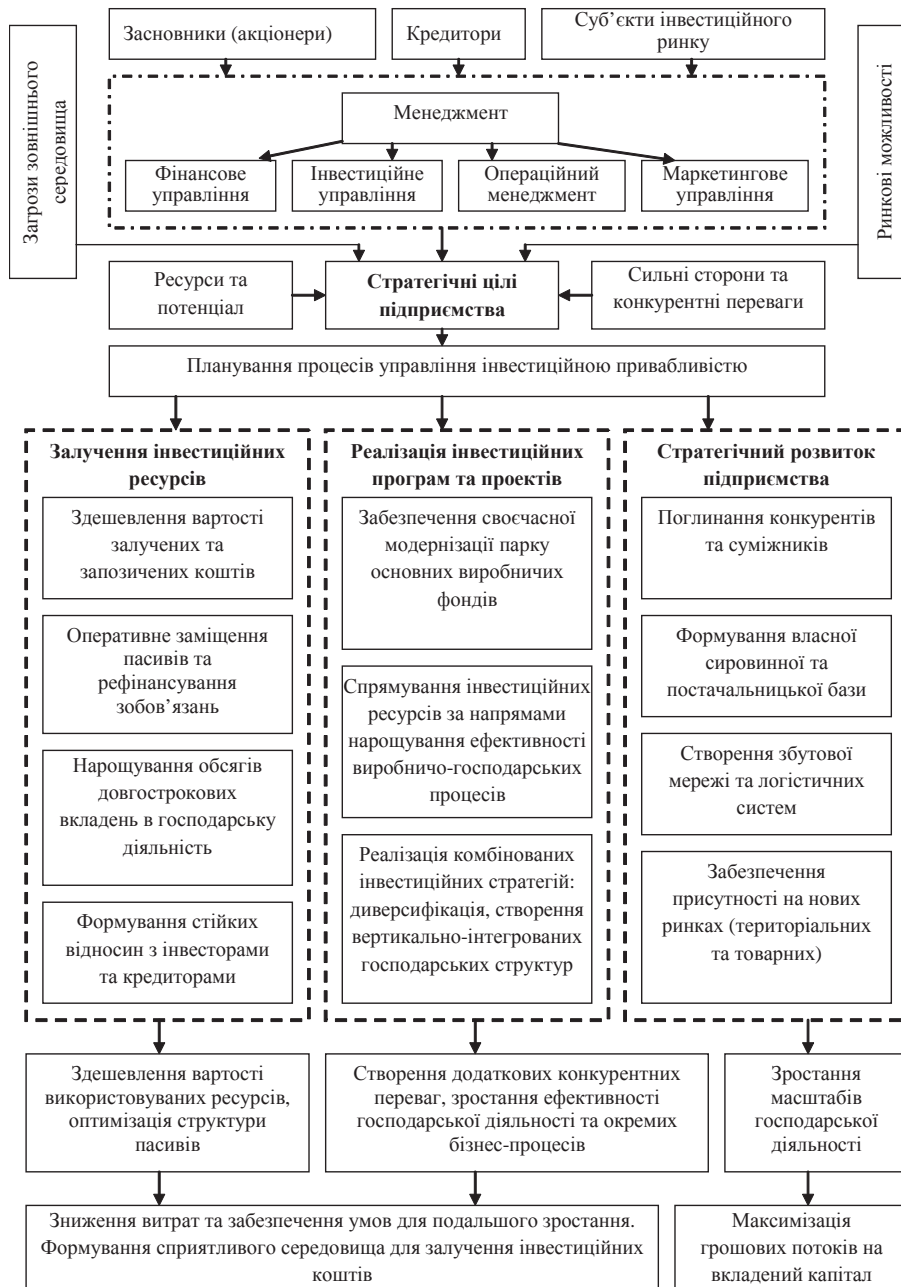 Засновники (акціонери)
Кредитори
Суб’єкти інвестиційного
ринку
Загрози зовнішнього
середовища
Ринкові можливості
Менеджмент
Фінансове
управління
Інвестиційне
управління
Операційний
менеджмент
Маркетингове
управління
Ресурси та
потенціал
Стратегічні цілі
підприємства
Сильні сторони та
конкурентні переваги
Планування процесів управління інвестиційною привабливістю
Залучення інвестиційних
ресурсів
Здешевлення вартості
залучених та
запозичених коштів
Оперативне заміщення
пасивів та
рефінансування
зобов’язань
Нарощування обсягів
довгострокових
вкладень в господарську
діяльність
Формування стійких
відносин з інвесторами
та кредиторами
Реалізація інвестиційних
програм та проектів
Забезпечення своєчасної
модернізації парку
основних виробничих
фондів
Спрямування інвестиційних
ресурсів за напрямами
нарощування ефективності
виробничо-господарських
процесів
Реалізація комбінованих
інвестиційних стратегій:
диверсифікація, створення
вертикально-інтегрованих
господарських структур
Стратегічний розвиток
підприємства
Поглинання конкурентів
та суміжників
Формування власної
сировинної та
постачальницької бази
Створення збутової
мережі та логістичних
систем
Забезпечення
присутності на нових
ринках (територіальних
та товарних)
Здешевлення вартості
використовуваних ресурсів,
оптимізація структури
пасивів
Створення додаткових конкурентних
переваг, зростання ефективності
господарської діяльності та окремих
бізнес-процесів
Зростання
масштабів
господарської
діяльності
Зниження витрат та забезпечення умов для подальшого зростання.
Формування сприятливого середовища для залучення інвестиційних
коштів
Максимізація
грошових потоків на
вкладений капітал